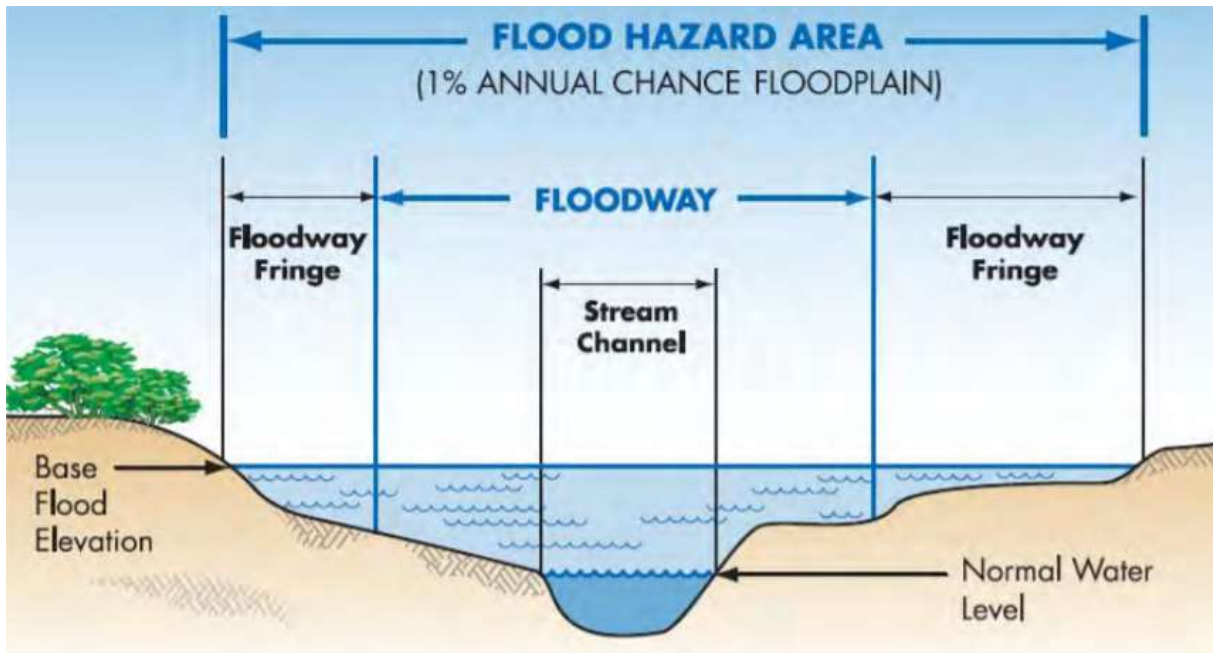 FLOOD HAZARD AREA
(1% ANNUAL CHANCE FLOODPLAIN)
FLOODWAY
Floodway
Fringe
Floodway
Fringe
Stream
Channel
Base
Flood
Elevation
Normal Water
Level